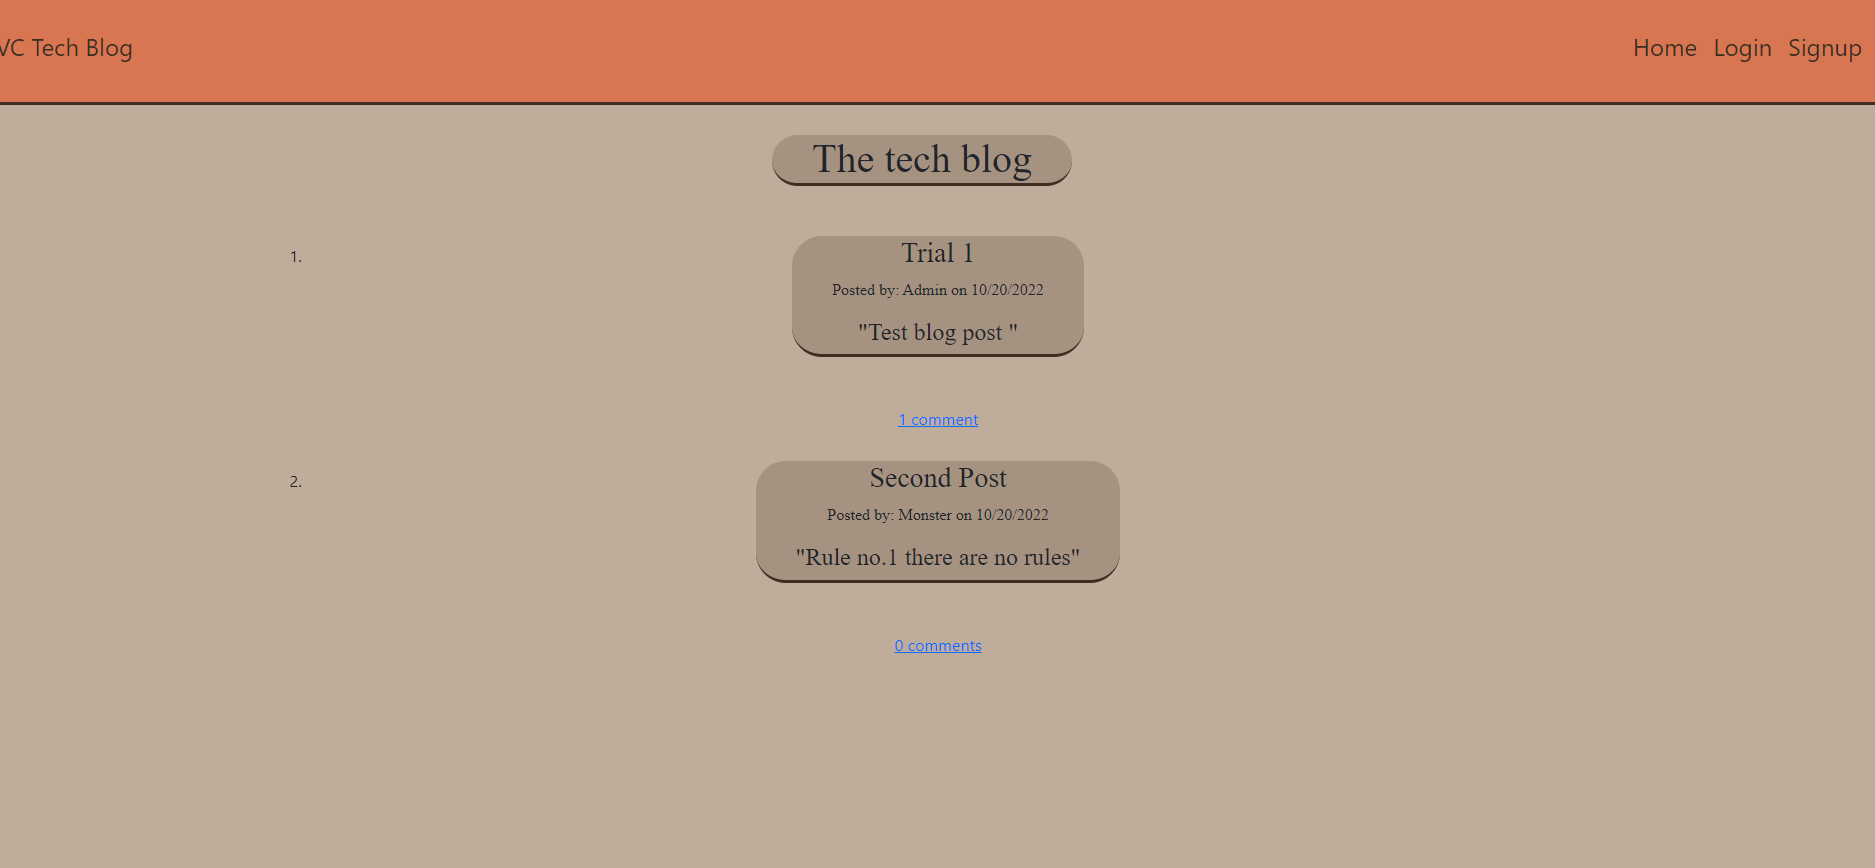 VC Tech Blog
Home Login Signup
The tech blog
1.
Trial 1
Posted by: Admin on 10/20/2022
"Test blog post "
1 comment
2.
Second Post
Posted by: Monster on 10/20/2022
"Rule no.1 there are no rules"
0 comments